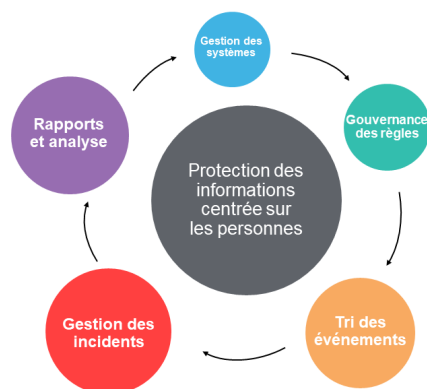 Gestion des
systèmes
Gouvernance
des règles
Tri des
événements
Gestion des
incidents
Rapports
et analyse
Protection des
informations
centrée sur
les personnes